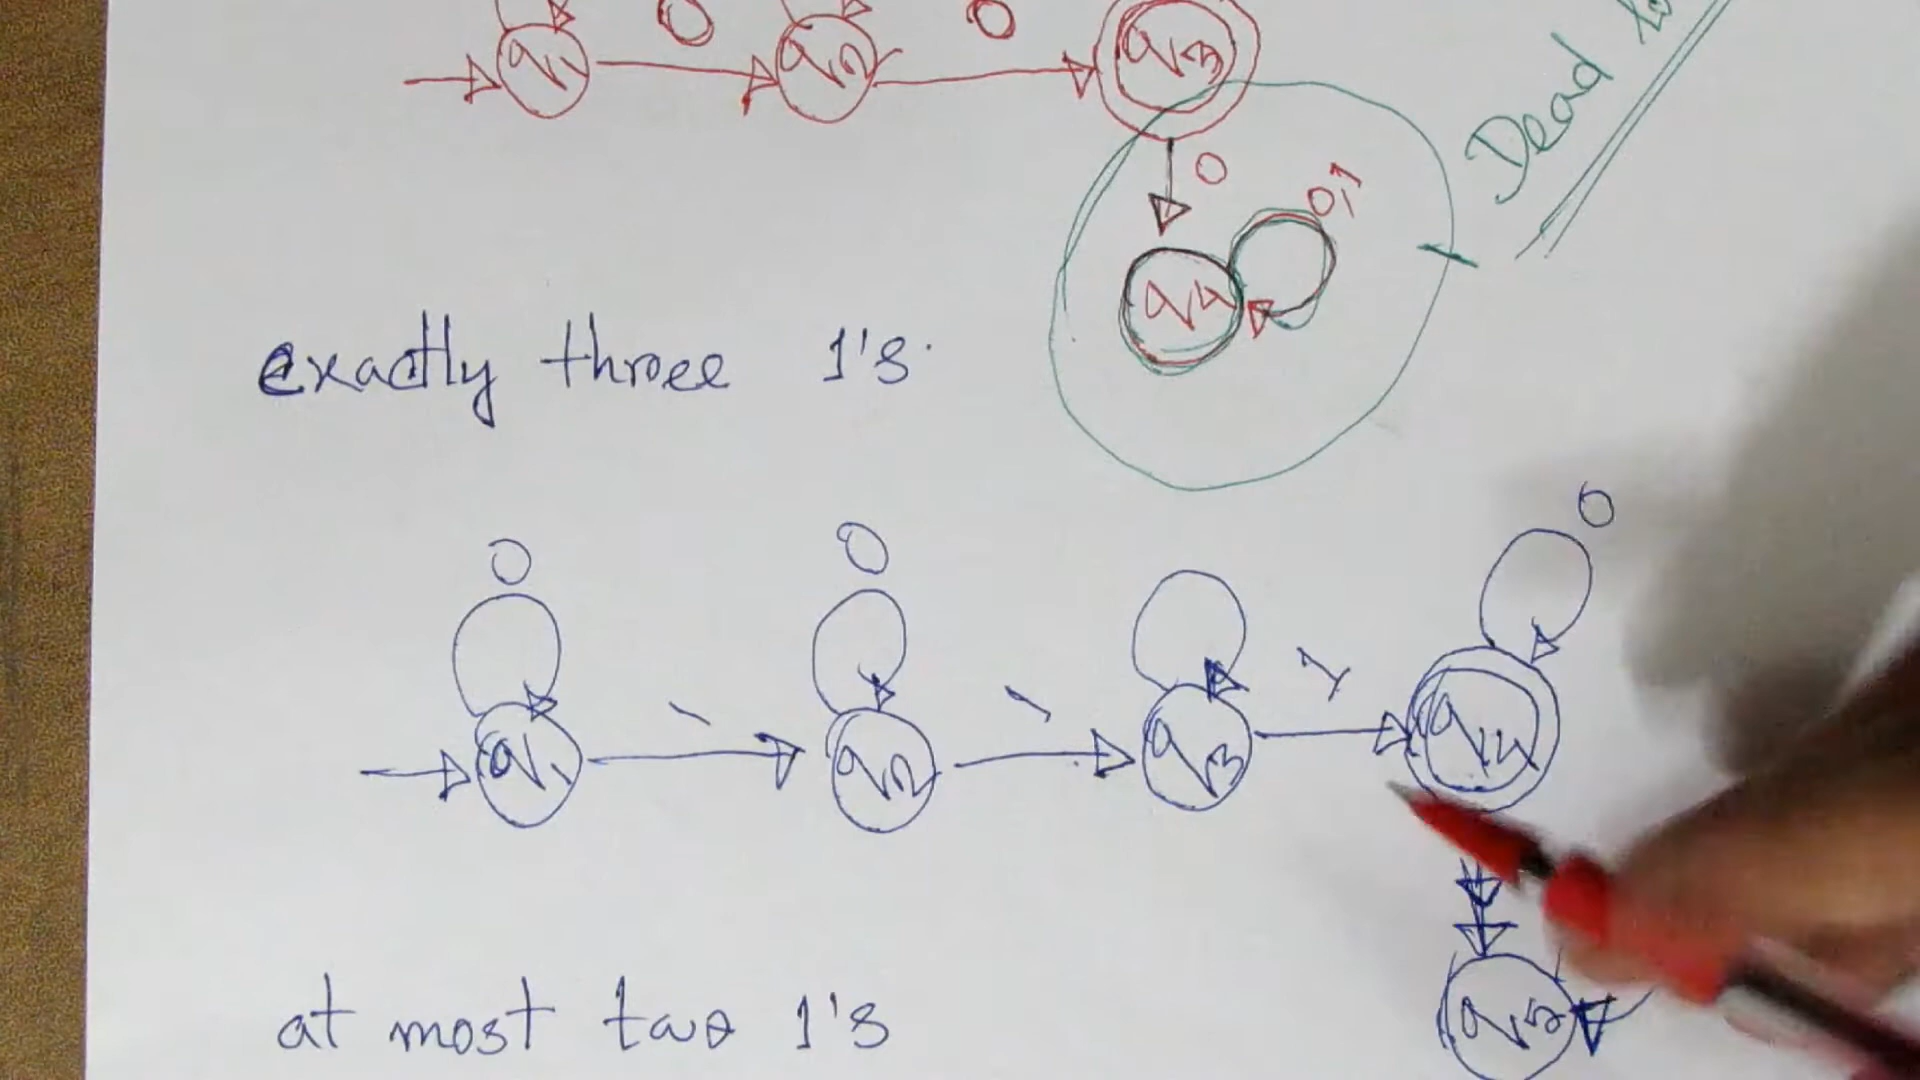 0 0
q1 q2 q3
Dead
0 0,1
q4
exactly three 1's.
0 0 0
1 1 1
q1 q2 q3 q4
at most two 1's
q5